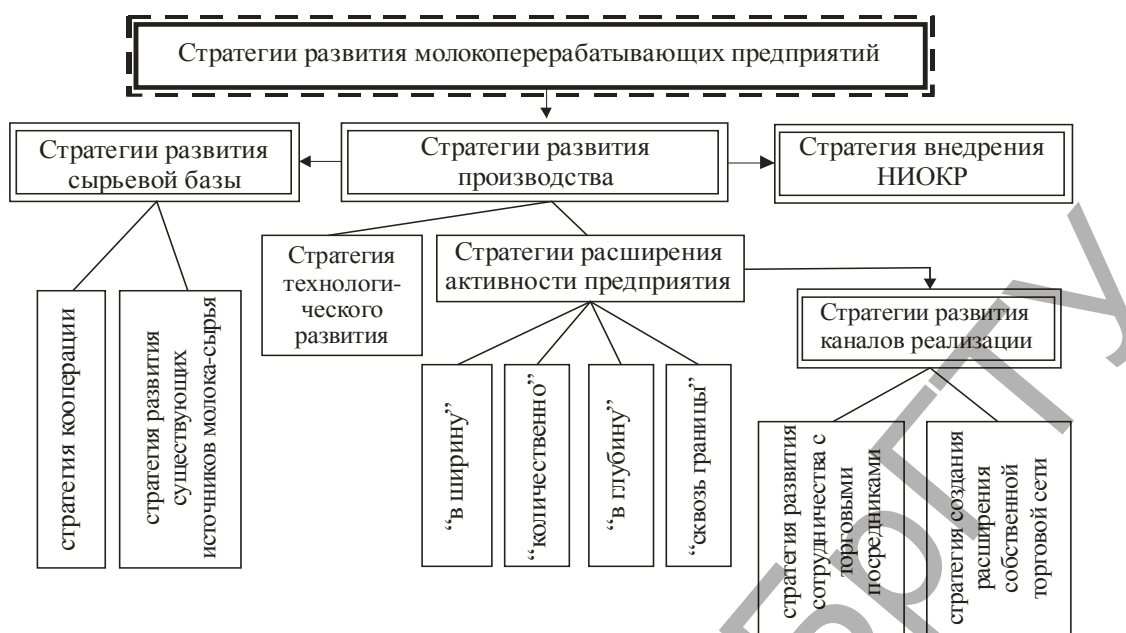 Стратегии развития молокоперерабатывающих предприятий
Стратегии развития
сырьевой базы
Стратегии развития
производства
Стратегия внедрения
НИОКР
Стратегия
технологи-
ческого
развития
Стратегии расширения
активности предприятия
Стратегии развития
каналов реализации
стратегия кооперации
стратегия развития
существующих
источников молока-сырья
“в ширину”
“количественно”
“в глубину”
“сквозь границы”
стратегия развития
сотрудничества с
торговыми
посредниками
стратегия создания
расширения
собственной
торговой сети
БрГТУ